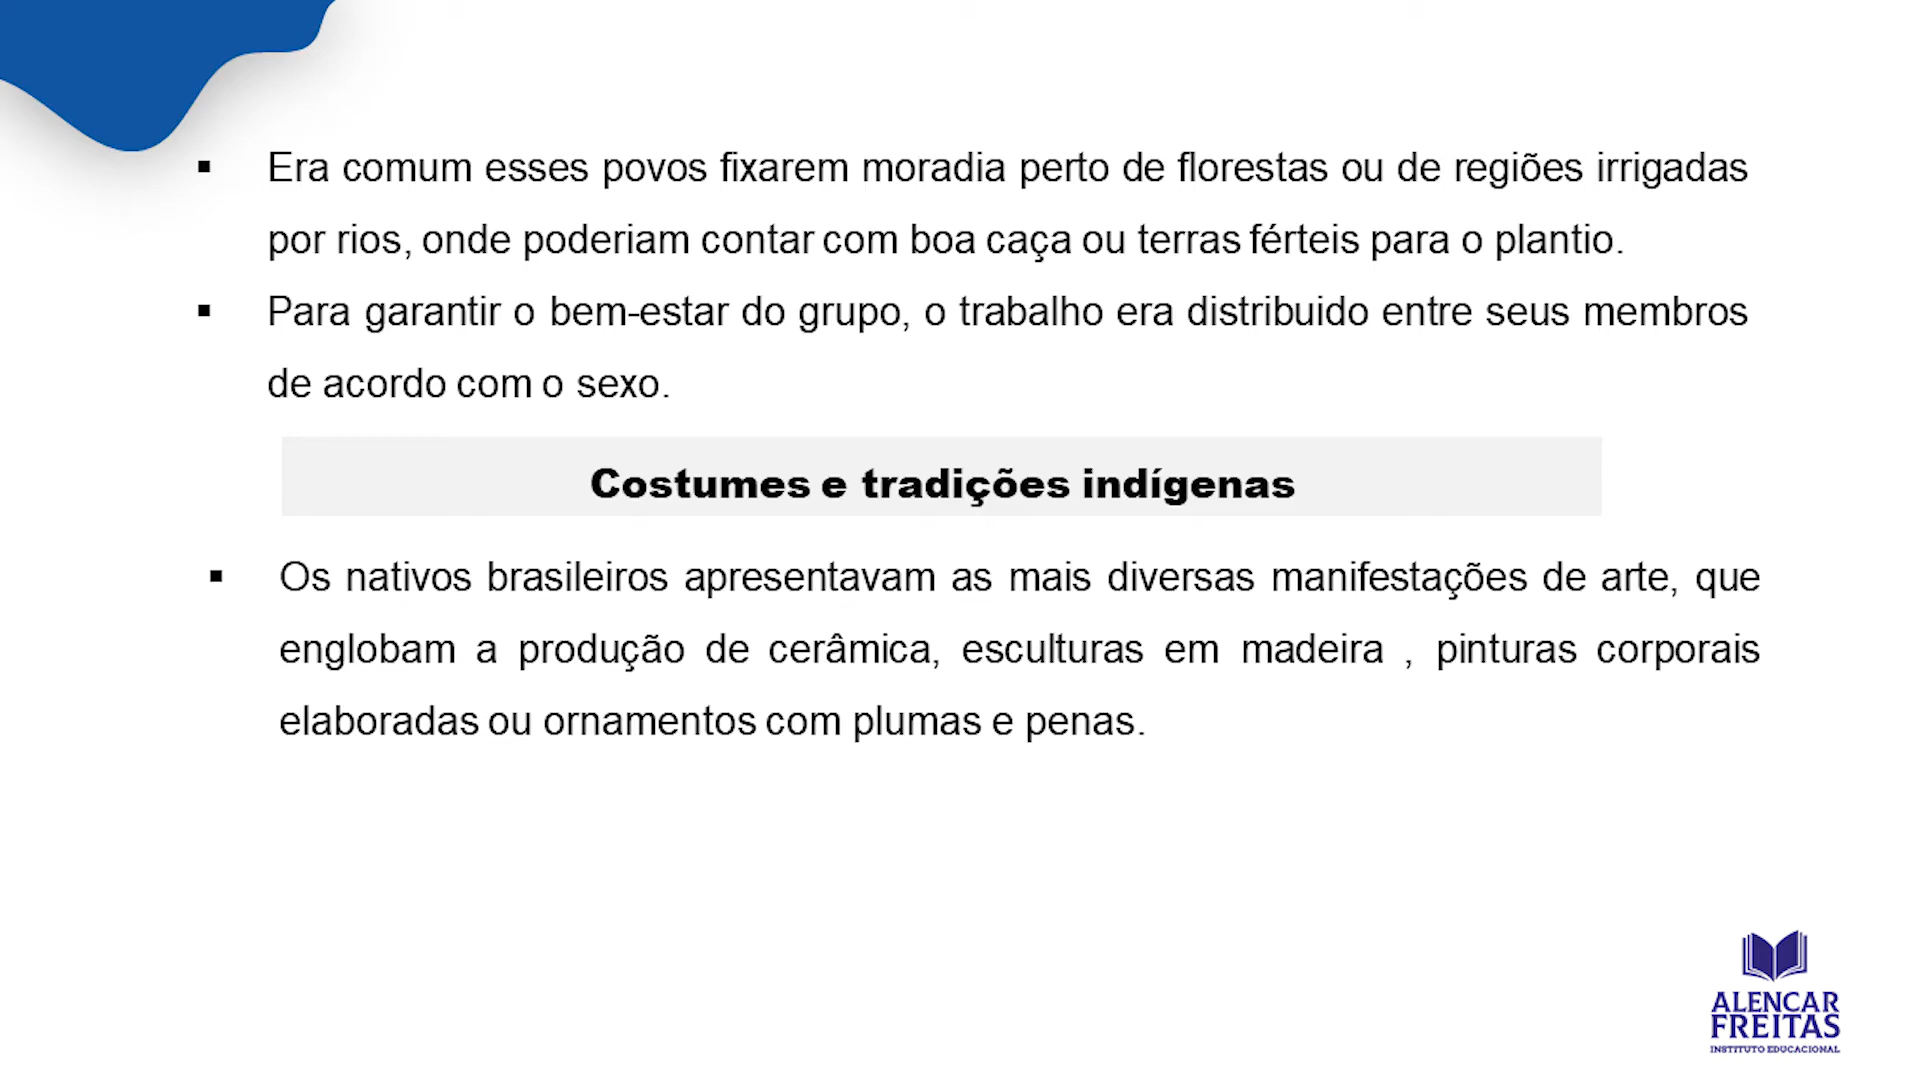 ▪ Era comum esses povos fixarem moradia perto de florestas ou de regiões irrigadas
por rios, onde poderiam contar com boa caça ou terras férteis para o plantio.
▪ Para garantir o bem-estar do grupo, o trabalho era distribuido entre seus membros
de acordo com o sexo.
Costumes e tradições indígenas
▪ Os nativos brasileiros apresentavam as mais diversas manifestações de arte, que
englobam a produção de cerâmica, esculturas em madeira , pinturas corporais
elaboradas ou ornamentos com plumas e penas.
ALENCAR
FREITAS
INSTITUTO EDUCACIONAL